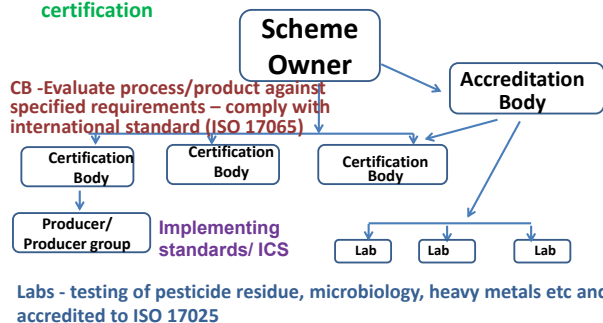 certification
Scheme
Owner
Accreditation
Body
CB -Evaluate process/product against
specified requirements – comply with
international standard (ISO 17065)
Certification
Body
Certification
Body
Certification
Body
Producer/
Producer group
Implementing
standards/ ICS
Lab
Lab
Lab
Labs - testing of pesticide residue, microbiology, heavy metals etc and
accredited to ISO 17025